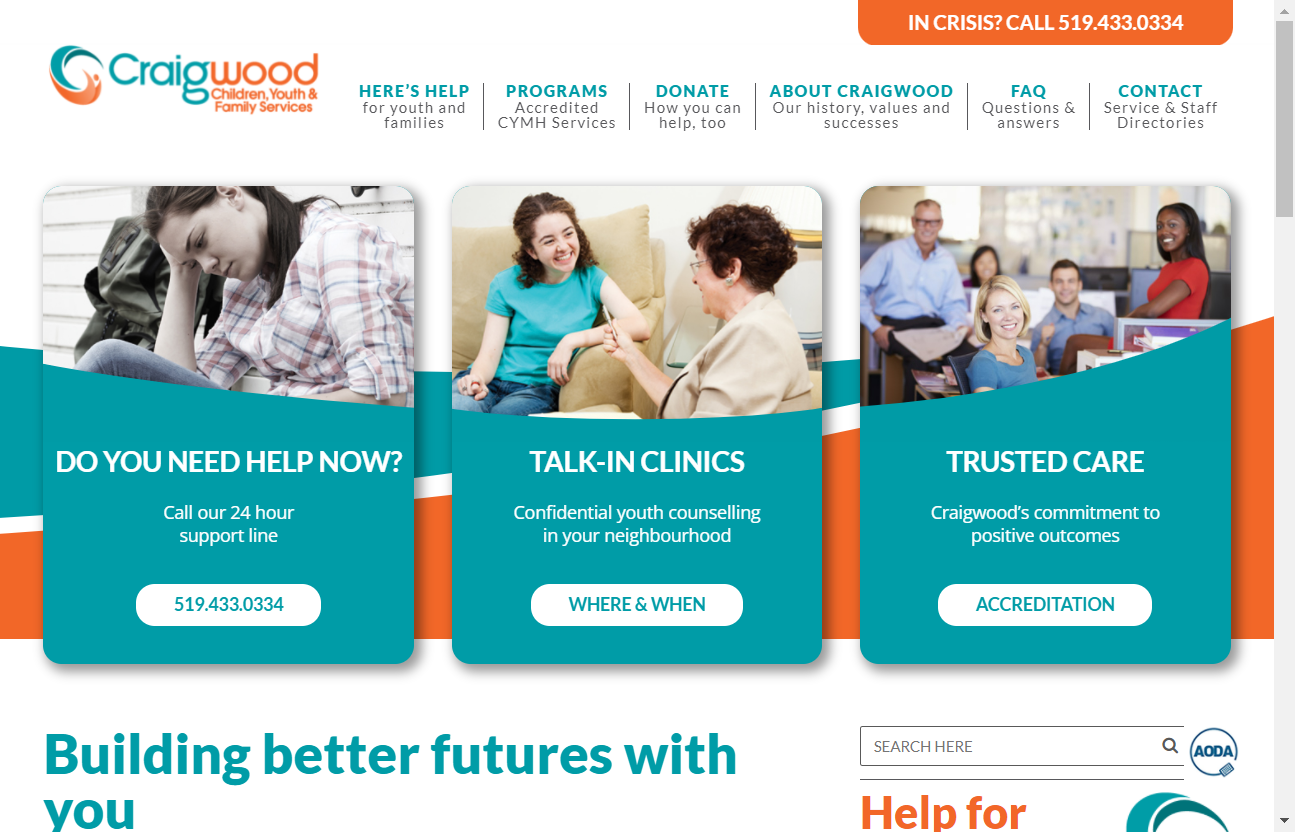 IN CRISIS? CALL 519.433.0334
Craigwood
Children, Youth &
Family Services
HERE'S HELP
for youth and
families
PROGRAMS
Accredited
CYMH Services
DONATE
How you can
help, too
ABOUT CRAIGWOOD
Our history, values and
successes
FAQ
Questions &
answers
CONTACT
Service & Staff
Directories
DO YOU NEED HELP NOW?
Call our 24 hour
support line
519.433.0334
TALK-IN CLINICS
Confidential youth counselling
in your neighbourhood
WHERE & WHEN
TRUSTED CARE
Craigwood's commitment to
positive outcomes
ACCREDITATION
Building better futures with
you
SEARCH HERE
AODA
Help for